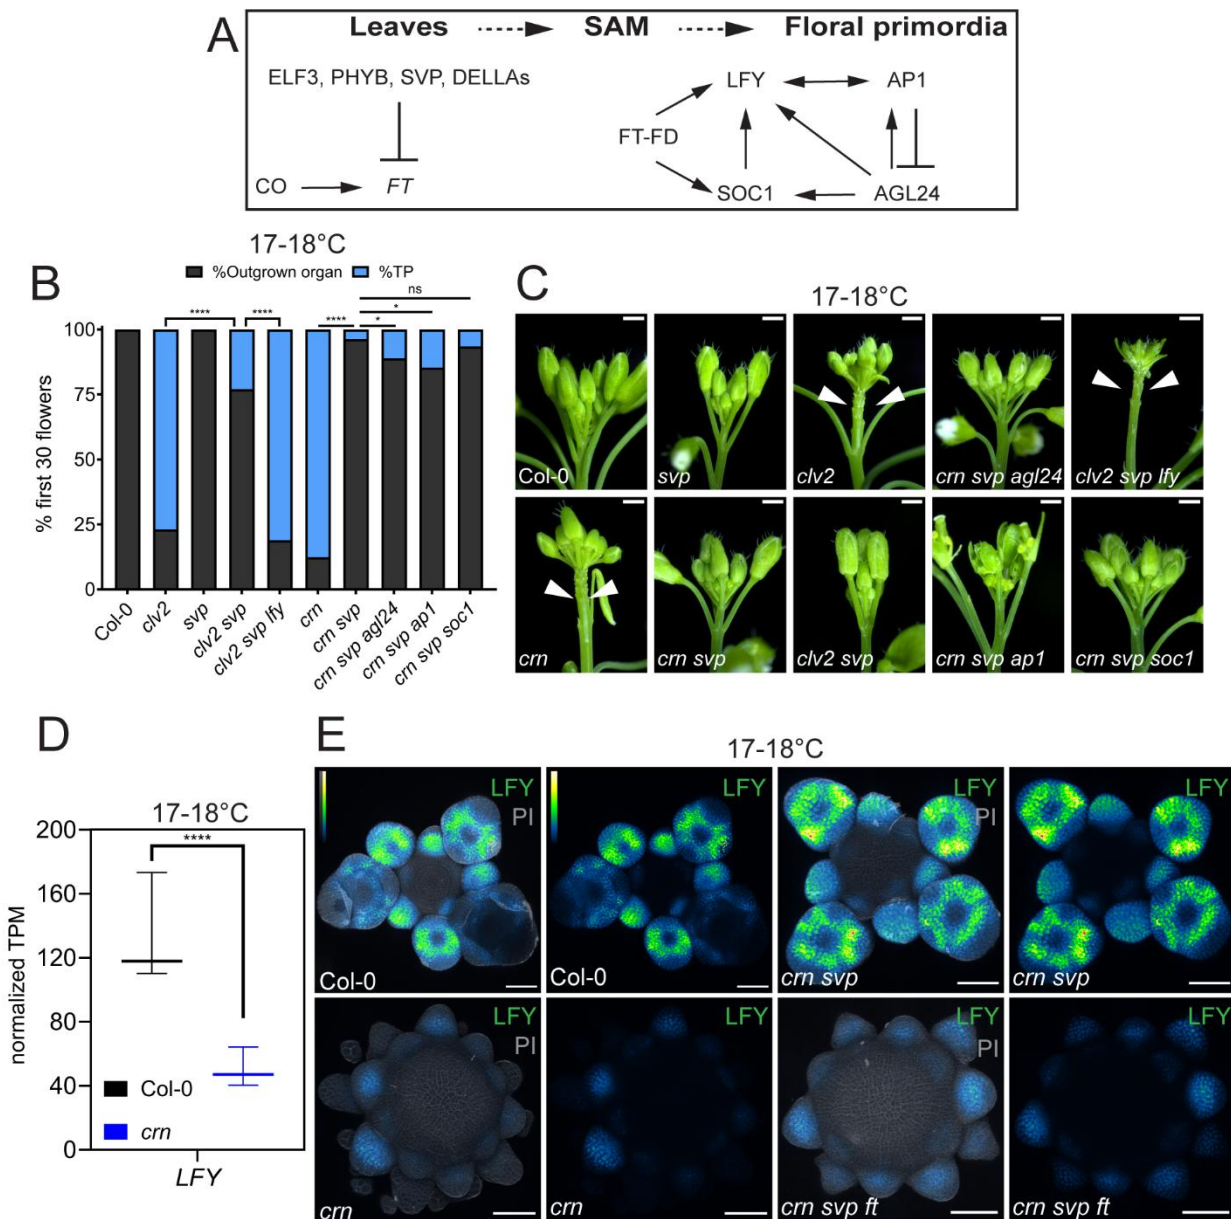 A
Leaves SAM Floral primordia
ELF3, PHYB, SVP, DELLAs
LFY AP1
FT-FD
CO FT
SOC1 AGL24
17-18°C
B
%Outgrown organ %TP
ns
*
**** **** **** *
% first 30 flowers
100
75
50
25
0
Col-0
clv2
svp
clv2 svp
clv2 svp lfy
crn
crn svp
crn svp agl24
crn svp ap1
crn svp soc1
C
17-18°C
Col-0
svp
clv2
crn svp agl24
clv2 svp lfy
crn
crn svp
clv2 svp
crn svp ap1
crn svp soc1
D
17-18°C
****
normalized TPM
200
160
120
80
40
0
Col-0
crn
LFY
E
17-18°C
LFY
PI
Col-0
LFY
Col-0
LFY
PI
crn svp
LFY
crn svp
LFY
PI
crn
LFY
crn
LFY
PI
crn svp ft
LFY
crn svp ft